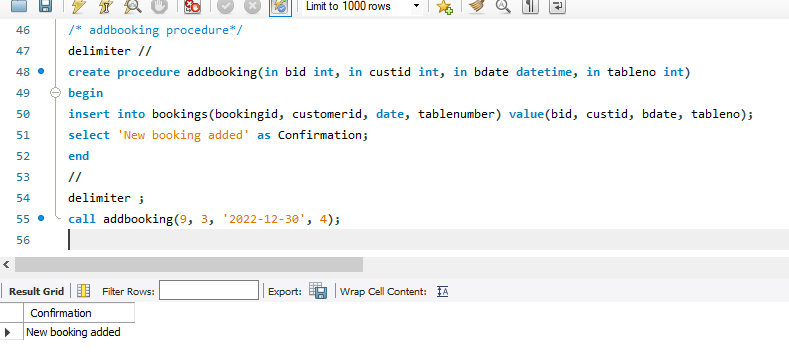 Limit to 1000 rows
46 /* addbooking procedure*/
47 delimiter //
48 create procedure addbooking(in bid int, in custid int, in bdate datetime, in tableno int)
49 begin
50 insert into bookings(bookingid, customerid, date, tablenumber) value(bid, custid, bdate, tableno);
51 select 'New booking added' as Confirmation;
52 end
53 //
54 delimiter ;
55 call addbooking(9, 3, '2022-12-30', 4);
56
Result Grid Filter Rows: Export: Wrap Cell Content:
Confirmation
New booking added